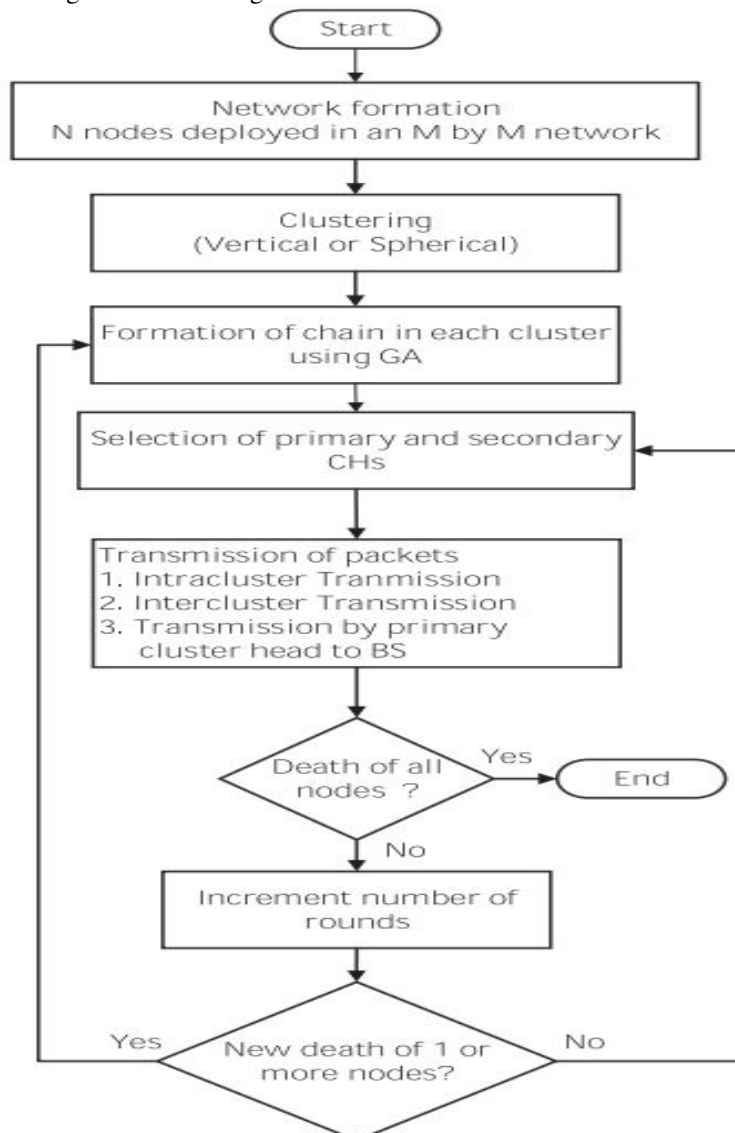 Start
Network formation
N nodes deployed in an M by M network
Clustering
(Vertical or Spherical)
Formation of chain in each cluster
using GA
Selection of primary and secondary
CHs
Transmission of packets
1. Intracluster Tranmission
2. Intercluster Transmission
3. Transmission by primary
cluster head to BS
Death of all
nodes ?
Yes
End
No
Increment number of
rounds
Yes
New death of 1 or
more nodes?
No